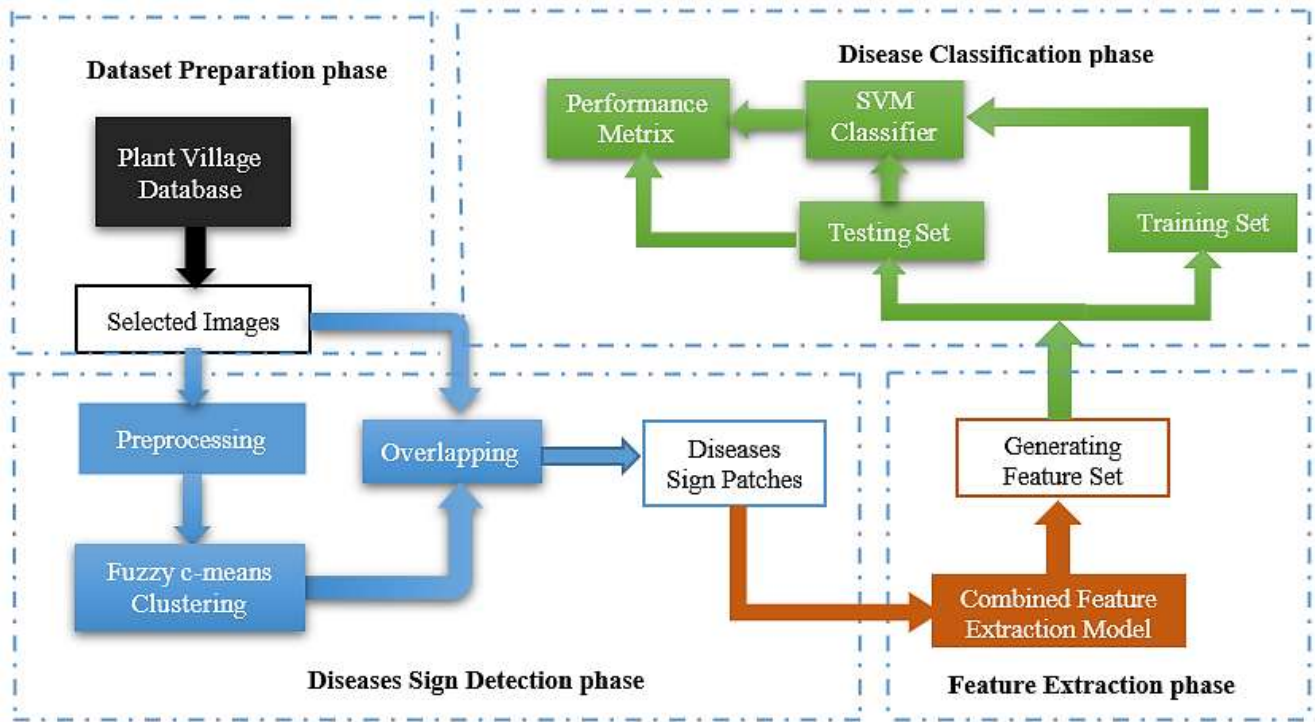 Dataset Preparation phase
Plant Village
Database
Selected Images
Disease Classification phase
Performance
Metrix
SVM
Classifier
Testing Set
Training Set
Preprocessing
Fuzzy c-means
Clustering
Overlapping
Diseases
Sign Patches
Diseases Sign Detection phase
Generating
Feature Set
Combined Feature
Extraction Model
Feature Extraction phase